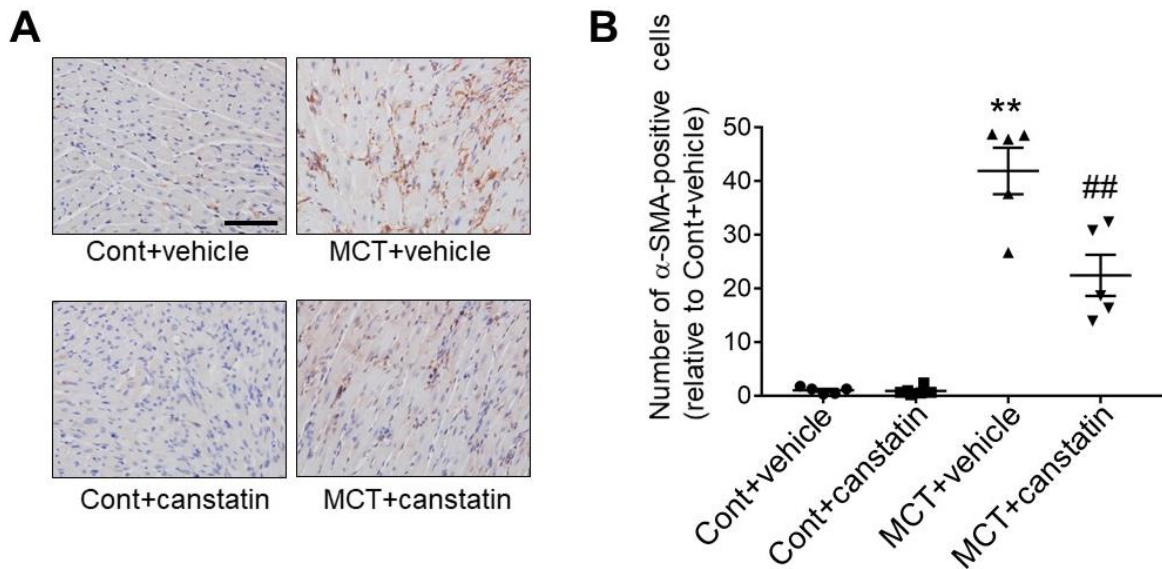 A
Cont+vehicle
MCT+vehicle
Cont+canstatin
MCT+canstatin
B
Number of α-SMA-positive cells
(relative to Cont+vehicle)
50
40
30
20
10
0
**
##
Cont+vehicle
Cont+canstatin
MCT+vehicle
MCT+canstatin